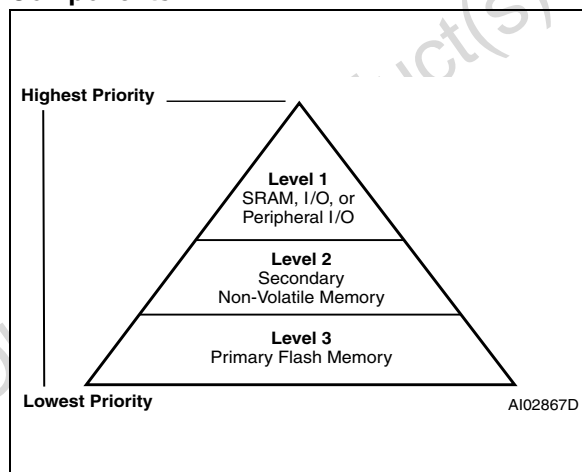 Highest Priority
Level 1
SRAM, I/O, or
Peripheral I/O
Level 2
Secondary
Non-Volatile Memory
Level 3
Primary Flash Memory
Lowest Priority
AI02867D